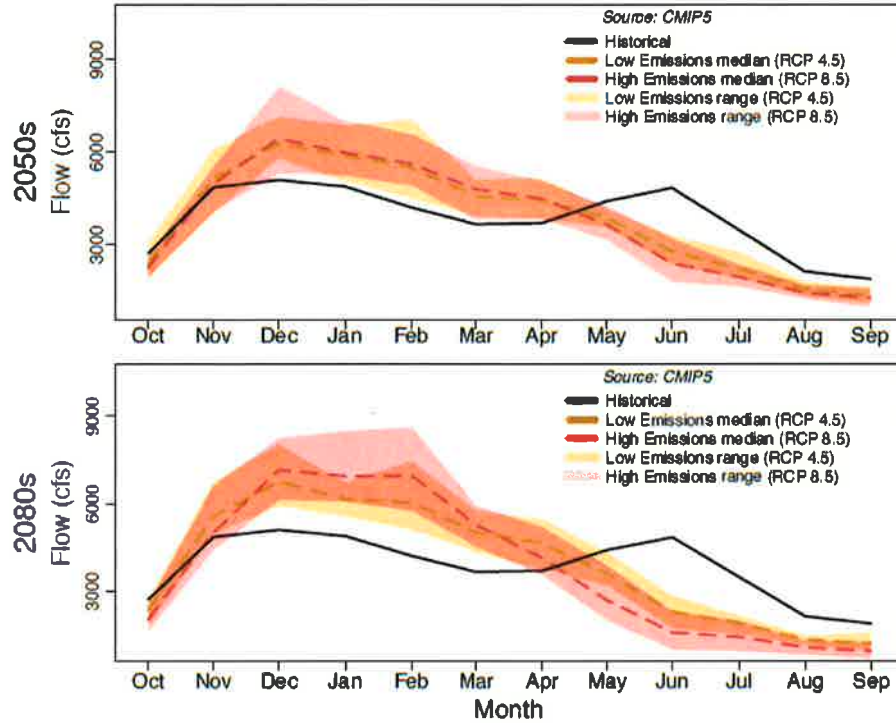 Source: CMIP5
Historical
Low Emissions median (RCP 4.5)
High Emissions median (RCP 8.5)
Low Emissions range (RCP 4.5)
High Emissions range (RCP 8.5)
2050s
Flow (cfs)
9000
6000
3000
Oct Nov Dec Jan Feb Mar Apr May Jun Jul Aug Sep
Source: CMIP5
Historical
Low Emissions median (RCP 4.5)
High Emissions median (RCP 8.5)
Low Emissions range (RCP 4.5)
High Emissions range (RCP 8.5)
2080s
Flow (cfs)
9000
6000
3000
Oct Nov Dec Jan Feb Mar Apr May Jun Jul Aug Sep
Month